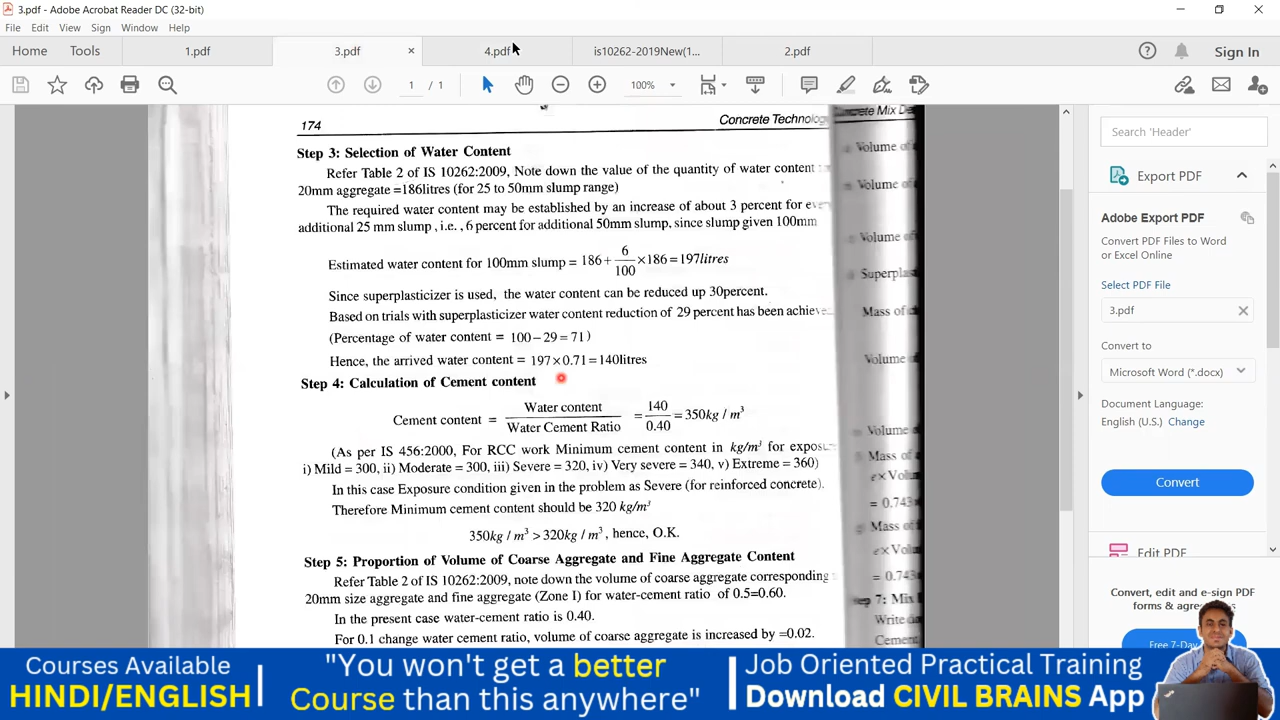 3.pdf - Adobe Acrobat Reader DC (32-bit)
File Edit View Sign Window Help
Home Tools 1.pdf 3.pdf × 4.pdf is10262-2019New(1... 2.pdf Sign In
1 / 1 100%
174
Concrete Technolog
Step 3: Selection of Water Content
Refer Table 2 of IS 10262:2009, Note down the value of the quantity of water content
20mm aggregate =186litres (for 25 to 50mm slump range)
The required water content may be established by an increase of about 3 percent for eve
additional 25 mm slump , i.e. , 6 percent for additional 50mm slump, since slump given 100mm
Estimated water content for 100mm slump = 186 + 6/100 × 186 = 197litres
Since superplasticizer is used, the water content can be reduced up 30percent.
Based on trials with superplasticizer water content reduction of 29 percent has been achieve
(Percentage of water content = 100 – 29 = 71)
Hence, the arrived water content = 197 × 0.71 = 140litres
Step 4: Calculation of Cement content
Cement content = Water content / Water Cement Ratio = 140 / 0.40 = 350kg / m³
(As per IS 456:2000, For RCC work Minimum cement content in kg/m³ for exposu
i) Mild = 300, ii) Moderate = 300, iii) Severe = 320, iv) Very severe = 340, v) Extreme = 360)
In this case Exposure condition given in the problem as Severe (for reinforced concrete).
Therefore Minimum cement content should be 320 kg/m³
350kg / m³ > 320kg / m³, hence, O.K.
Step 5: Proportion of Volume of Coarse Aggregate and Fine Aggregate Content
Refer Table 2 of IS 10262:2009, note down the volume of coarse aggregate corresponding
20mm size aggregate and fine aggregate (Zone I) for water-cement ratio of 0.5=0.60.
In the present case water-cement ratio is 0.40.
For 0.1 change water cement ratio, volume of coarse aggregate is increased by =0.02.
Concrete Mix De
Volume of
Volume of
Volume of
Superplas
Mass of
Volume
Volume of
Mass of
e×Volu
= 0.743
Mass of
e×Volu
= 0.743
Step 7: Mix
Write
Cement
Search 'Header'
Export PDF
Adobe Export PDF
Convert PDF Files to Word
or Excel Online
Select PDF File
3.pdf
Convert to
Microsoft Word (*.docx)
Document Language:
English (U.S.) Change
Convert
Edit PDF
Convert, edit and e-sign PDF
forms & agre
Free 7-Day
Courses Available
HINDI/ENGLISH
"You won't get a better
Course than this anywhere"
Job Oriented Practical Training
Download CIVIL BRAINS App